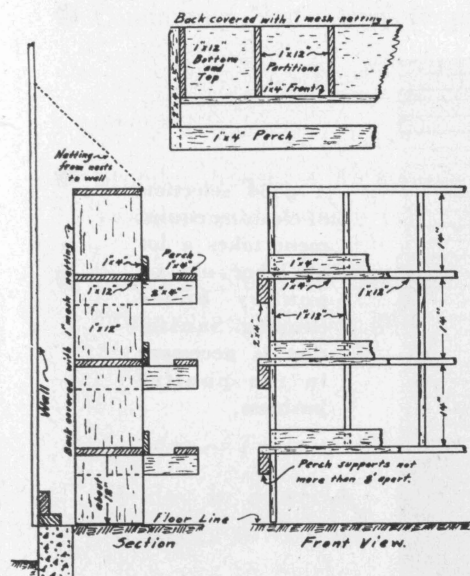 Back covered with 1 mesh netting
1"x12"
Bottom
and
Top
1"x12"
Partitions
1"x4" Front
1"x4" Perch
Netting
from nests
to wall
Back covered with 1" mesh netting
Wall
1"x4"
Perch
1"x4"
1"x12"
2"x4"
1"x12"
about
18"
Floor Line
Section
1"x4"
1"x4"
1"x12"
1"x12"
2"x4"
14"
14"
14"
Perch supports not
more than 8' apart.
Front View.